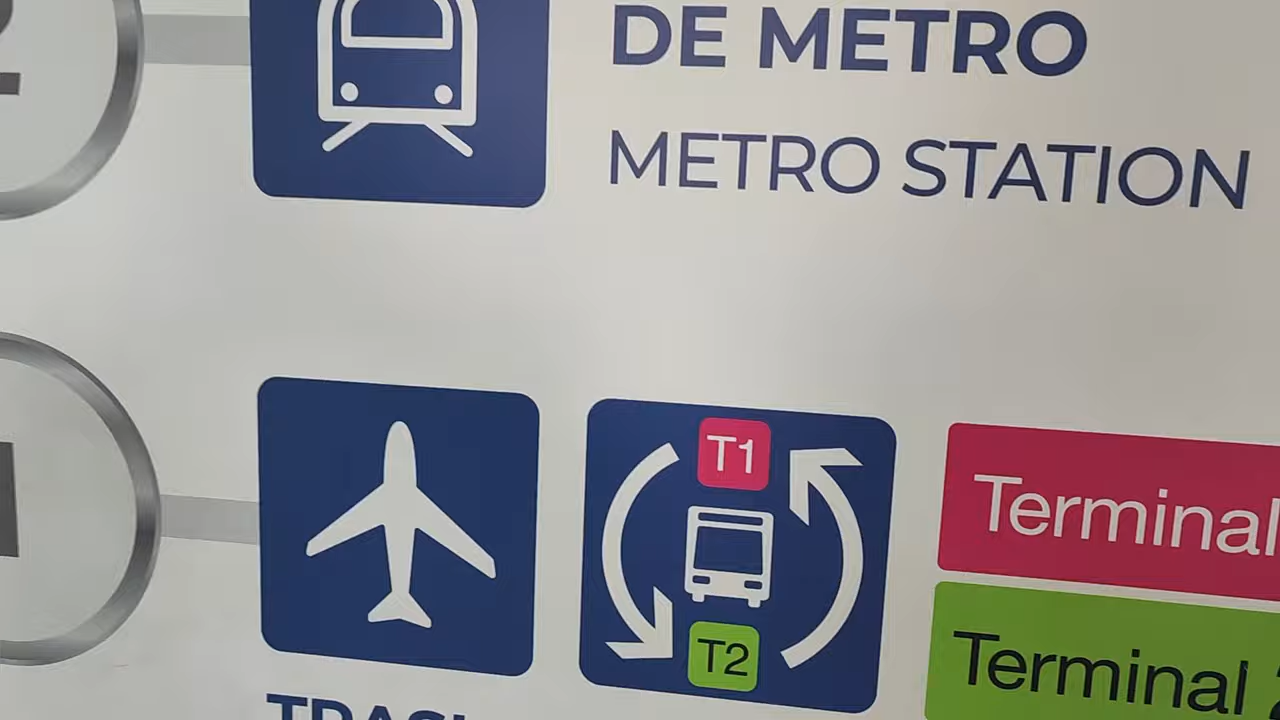 DE METRO
METRO STATION
T1
T2
Terminal
Terminal